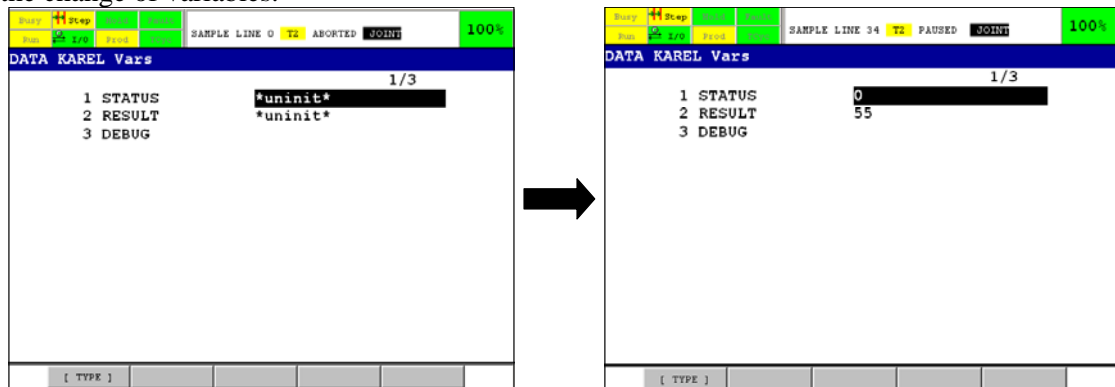 the change of variables.
Busy Step Hold Fault
Run I/O Prod TCyc
SAMPLE LINE 0 T2 ABORTED JOINT
100%
DATA KAREL Vars
1/3
1 STATUS *uninit*
2 RESULT *uninit*
3 DEBUG
[ TYPE ]
Busy Step Hold Fault
Run I/O Prod TCyc
SAMPLE LINE 34 T2 PAUSED JOINT
100%
DATA KAREL Vars
1/3
1 STATUS 0
2 RESULT 55
3 DEBUG
[ TYPE ]